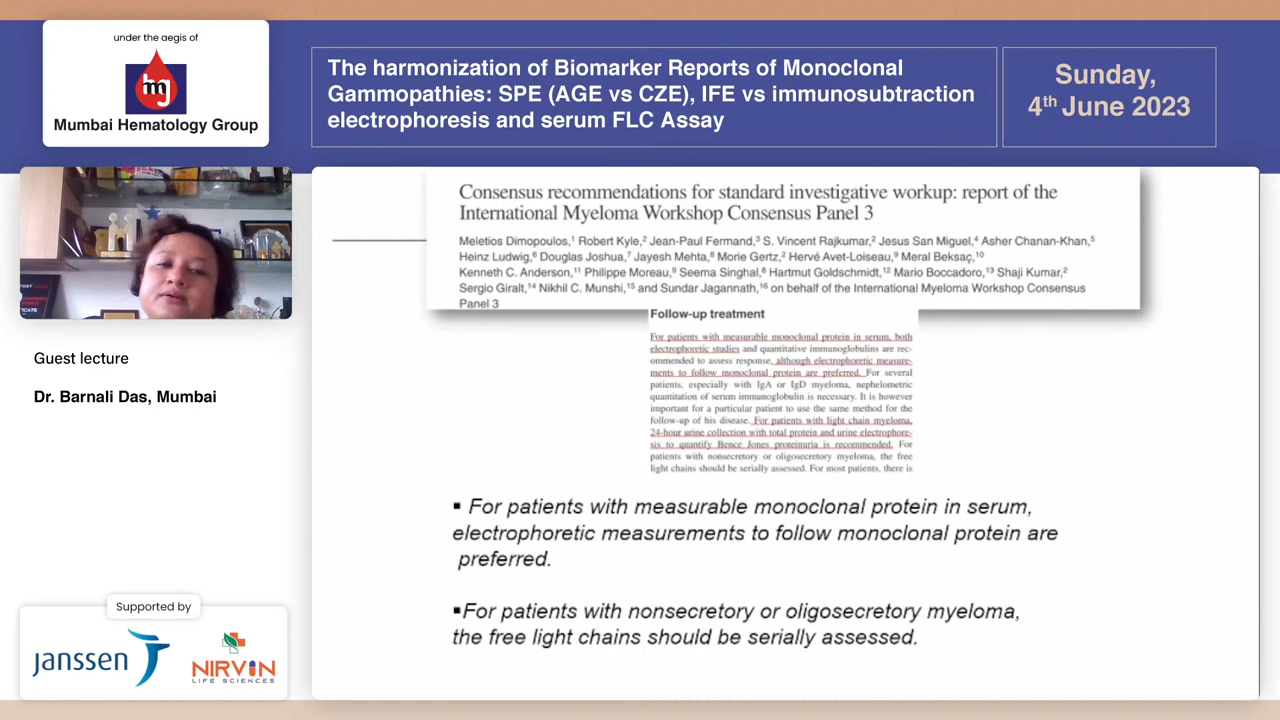 under the aegis of
mg
Mumbai Hematology Group
The harmonization of Biomarker Reports of Monoclonal
Gammopathies: SPE (AGE vs CZE), IFE vs immunosubtraction
electrophoresis and serum FLC Assay
Sunday,
4th June 2023
Guest lecture
Dr. Barnali Das, Mumbai
Supported by
janssen
NIRVIN
LIFE SCIENCES
Consensus recommendations for standard investigative workup: report of the
International Myeloma Workshop Consensus Panel 3
Meletios Dimopoulos,1 Robert Kyle,2 Jean-Paul Fermand,3 S. Vincent Rajkumar,2 Jesus San Miguel,4 Asher Chanan-Khan,5
Heinz Ludwig,6 Douglas Joshua,7 Jayesh Mehta,8 Morie Gertz,2 Hervé Avet-Loiseau,9 Meral Beksaç,10
Kenneth C. Anderson,11 Philippe Moreau,9 Seema Singhal,8 Hartmut Goldschmidt,12 Mario Boccadoro,13 Shaji Kumar,2
Sergio Giralt,14 Nikhil C. Munshi,15 and Sundar Jagannath,16 on behalf of the International Myeloma Workshop Consensus
Panel 3
Follow-up treatment
For patients with measurable monoclonal protein in serum, both
electrophoretic studies and quantitative immunoglobulins are rec-
ommended to assess response, although electrophoretic measure-
ments to follow monoclonal protein are preferred. For several
patients, especially with IgA or IgD myeloma, nephelometric
quantitation of serum immunoglobulin is necessary. It is however
important for a particular patient to use the same method for the
follow-up of his disease. For patients with light chain myeloma,
24-hour urine collection with total protein and urine electrophore-
sis to quantify Bence Jones proteinuria is recommended. For
patients with nonsecretory or oligosecretory myeloma, the free
light chains should be serially assessed. For most patients, there is
▪ For patients with measurable monoclonal protein in serum,
electrophoretic measurements to follow monoclonal protein are
preferred.
▪For patients with nonsecretory or oligosecretory myeloma,
the free light chains should be serially assessed.